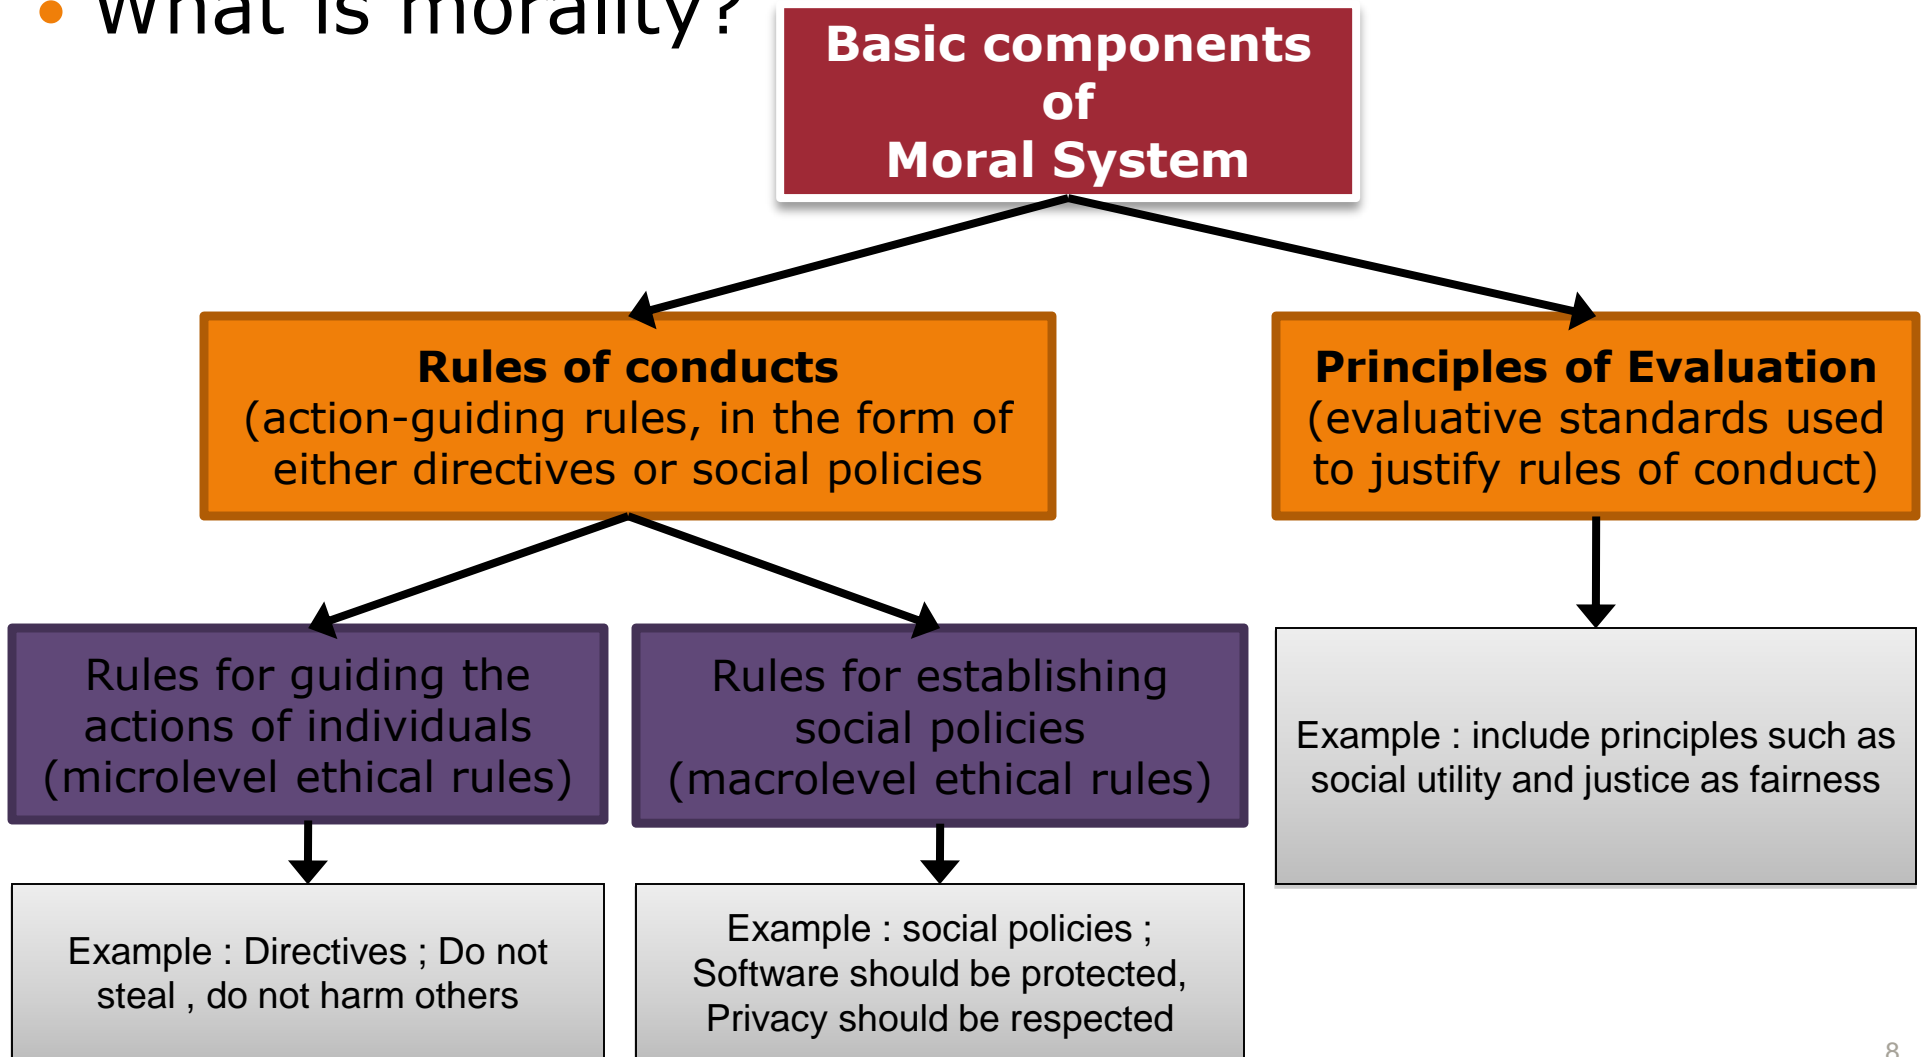 • What is morality?
Basic components
of
Moral System
Rules of conducts
(action-guiding rules, in the form of
either directives or social policies
Principles of Evaluation
(evaluative standards used
to justify rules of conduct)
Rules for guiding the
actions of individuals
(microlevel ethical rules)
Rules for establishing
social policies
(macrolevel ethical rules)
Example : include principles such as
social utility and justice as fairness
Example : Directives ; Do not
steal , do not harm others
Example : social policies ;
Software should be protected,
Privacy should be respected
8